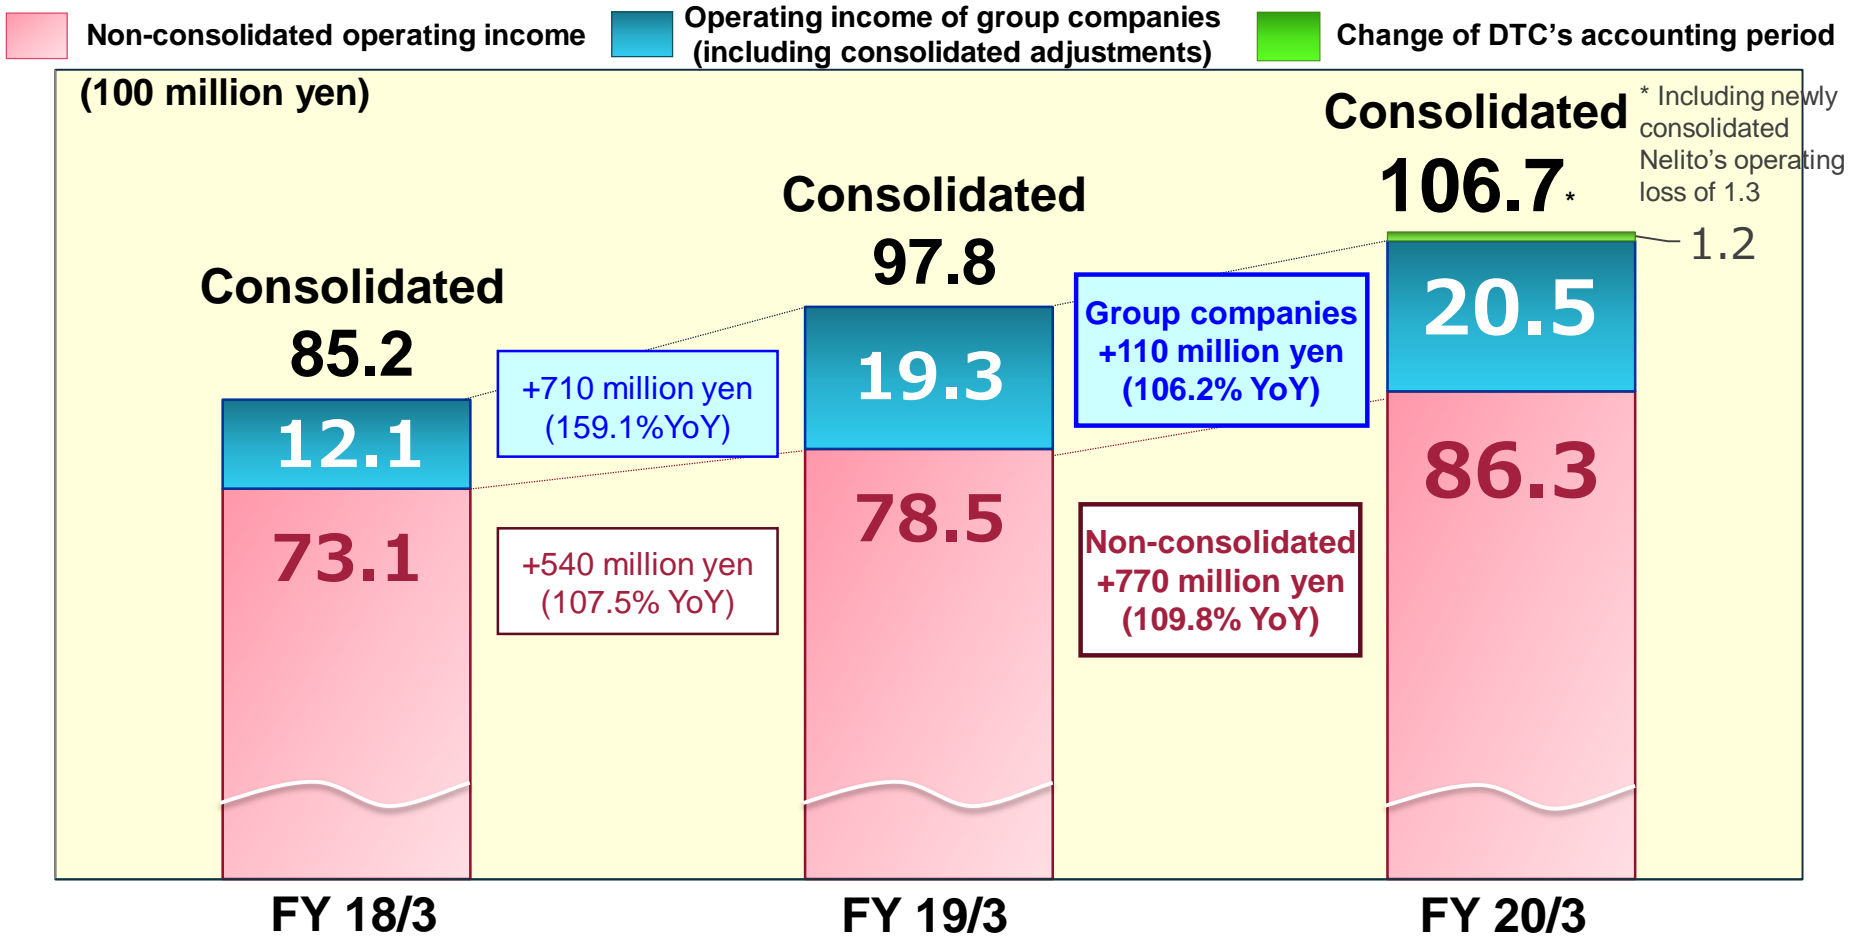 Non-consolidated operating income
Operating income of group companies
(including consolidated adjustments)
Change of DTC's accounting period
(100 million yen)
Consolidated
85.2
12.1
73.1
+710 million yen
(159.1%YoY)
+540 million yen
(107.5% YoY)
Consolidated
97.8
19.3
78.5
Group companies
+110 million yen
(106.2% YoY)
Non-consolidated
+770 million yen
(109.8% YoY)
Consolidated
106.7*
* Including newly
consolidated
Nelito's operating
loss of 1.3
1.2
20.5
86.3
FY 18/3
FY 19/3
FY 20/3